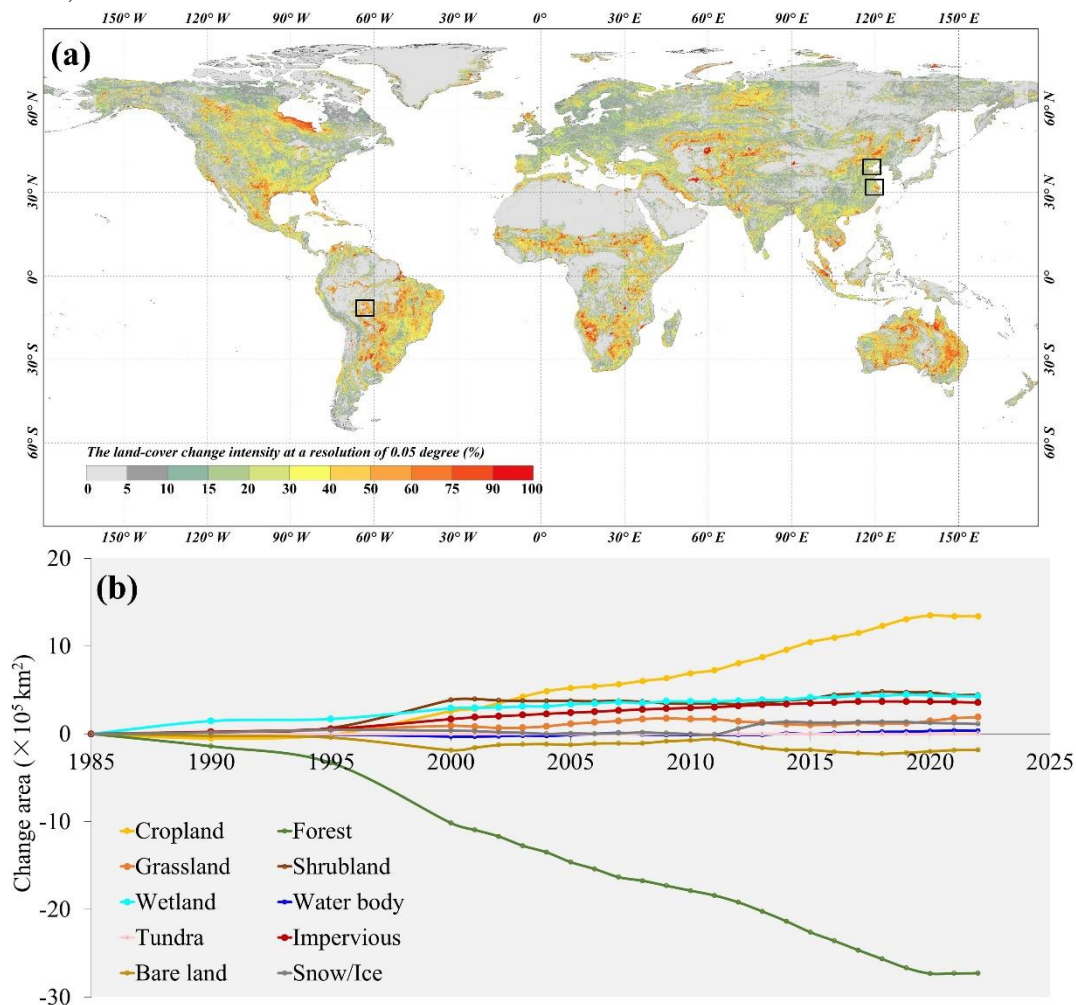 150° W 120° W 90° W 60° W 30° W 0° 30° E 60° E 90° E 120° E 150° E
(a)
60° N 60° N
30° N 30° N
0° 0°
30° S 30° S
60° S 60° S
The land-cover change intensity at a resolution of 0.05 degree (%)
0 5 10 15 20 30 40 50 60 75 90 100
150° W 120° W 90° W 60° W 30° W 0° 30° E 60° E 90° E 120° E 150° E
(b)
Change area (×10⁵ km²)
20
10
0
-10
-20
-30
1985 1990 1995 2000 2005 2010 2015 2020 2025
Cropland Forest
Grassland Shrubland
Wetland Water body
Tundra Impervious
Bare land Snow/Ice